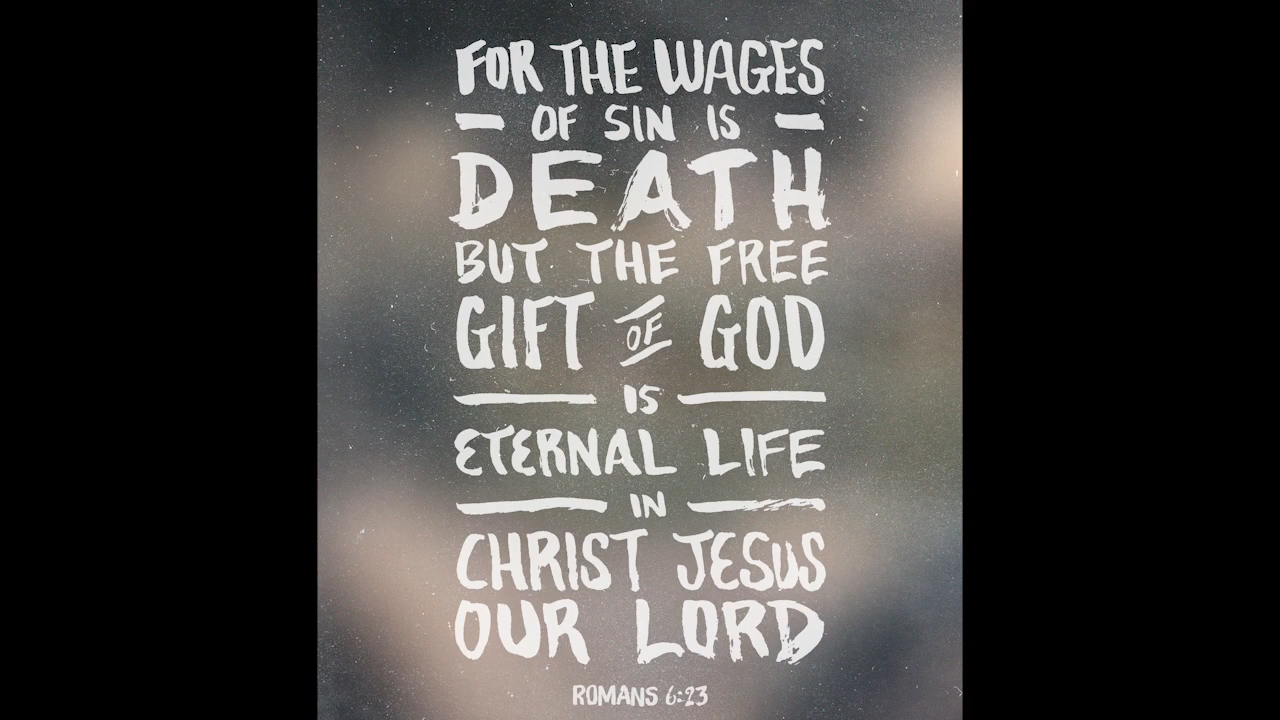 FOR THE WAGES
OF SIN IS
DEATH
BUT THE FREE
GIFT OF GOD
IS
ETERNAL LIFE
IN
CHRIST JESUS
OUR LORD
ROMANS 6:23